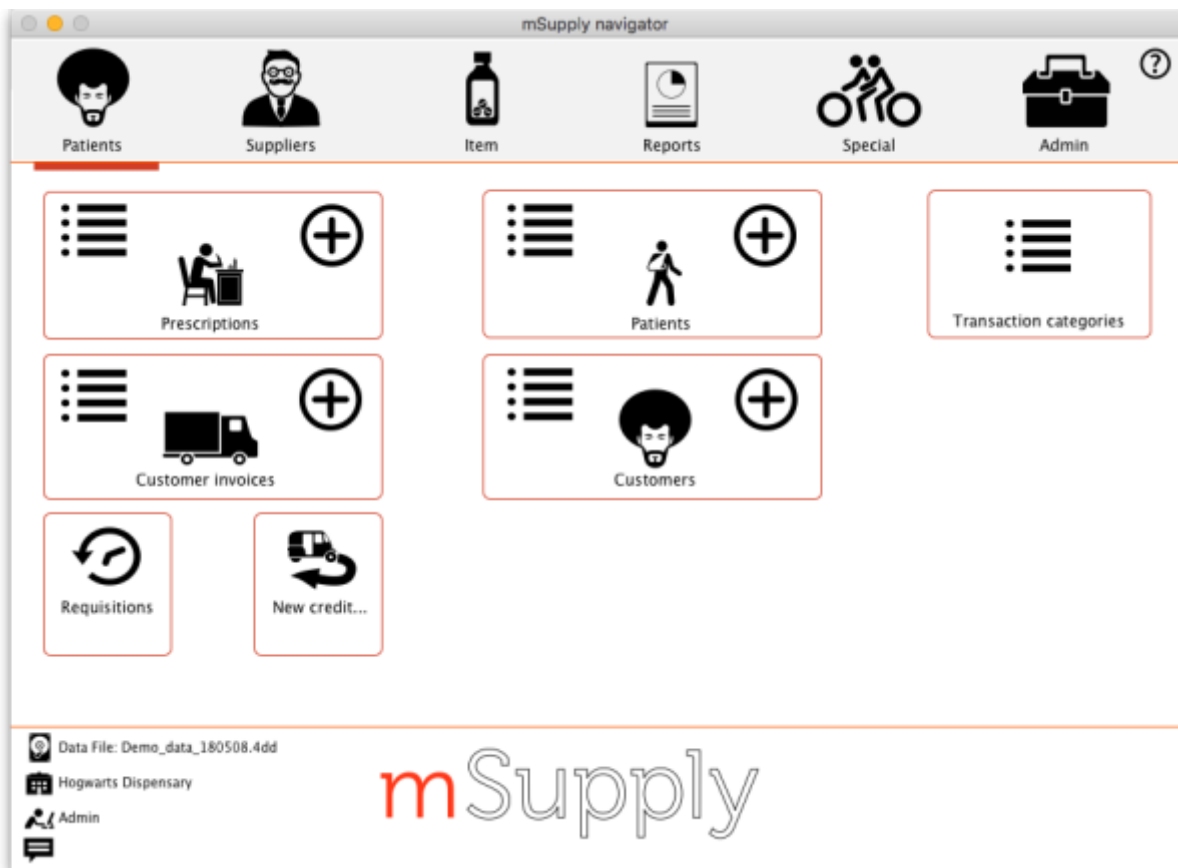 mSupply navigator
?
Patients
Suppliers
Item
Reports
Special
Admin
Prescriptions
Patients
Transaction categories
Customer invoices
Customers
Requisitions
New credit...
Data File: Demo_data_180508.4dd
Hogwarts Dispensary
Admin
mSupply